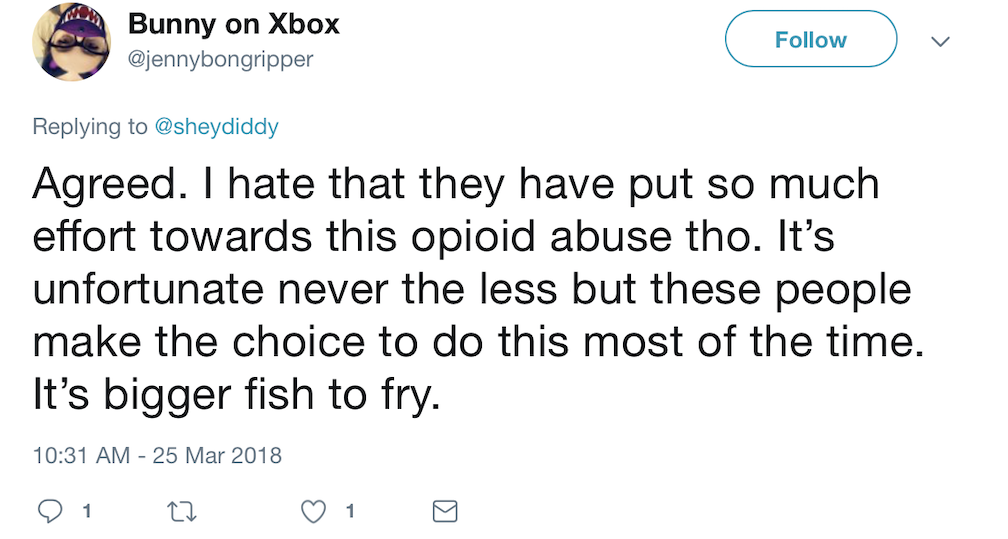 Bunny on Xbox
@jennybongripper
Follow
Replying to @sheydiddy
Agreed. I hate that they have put so much
effort towards this opioid abuse tho. It’s
unfortunate never the less but these people
make the choice to do this most of the time.
It’s bigger fish to fry.
10:31 AM - 25 Mar 2018
1
1